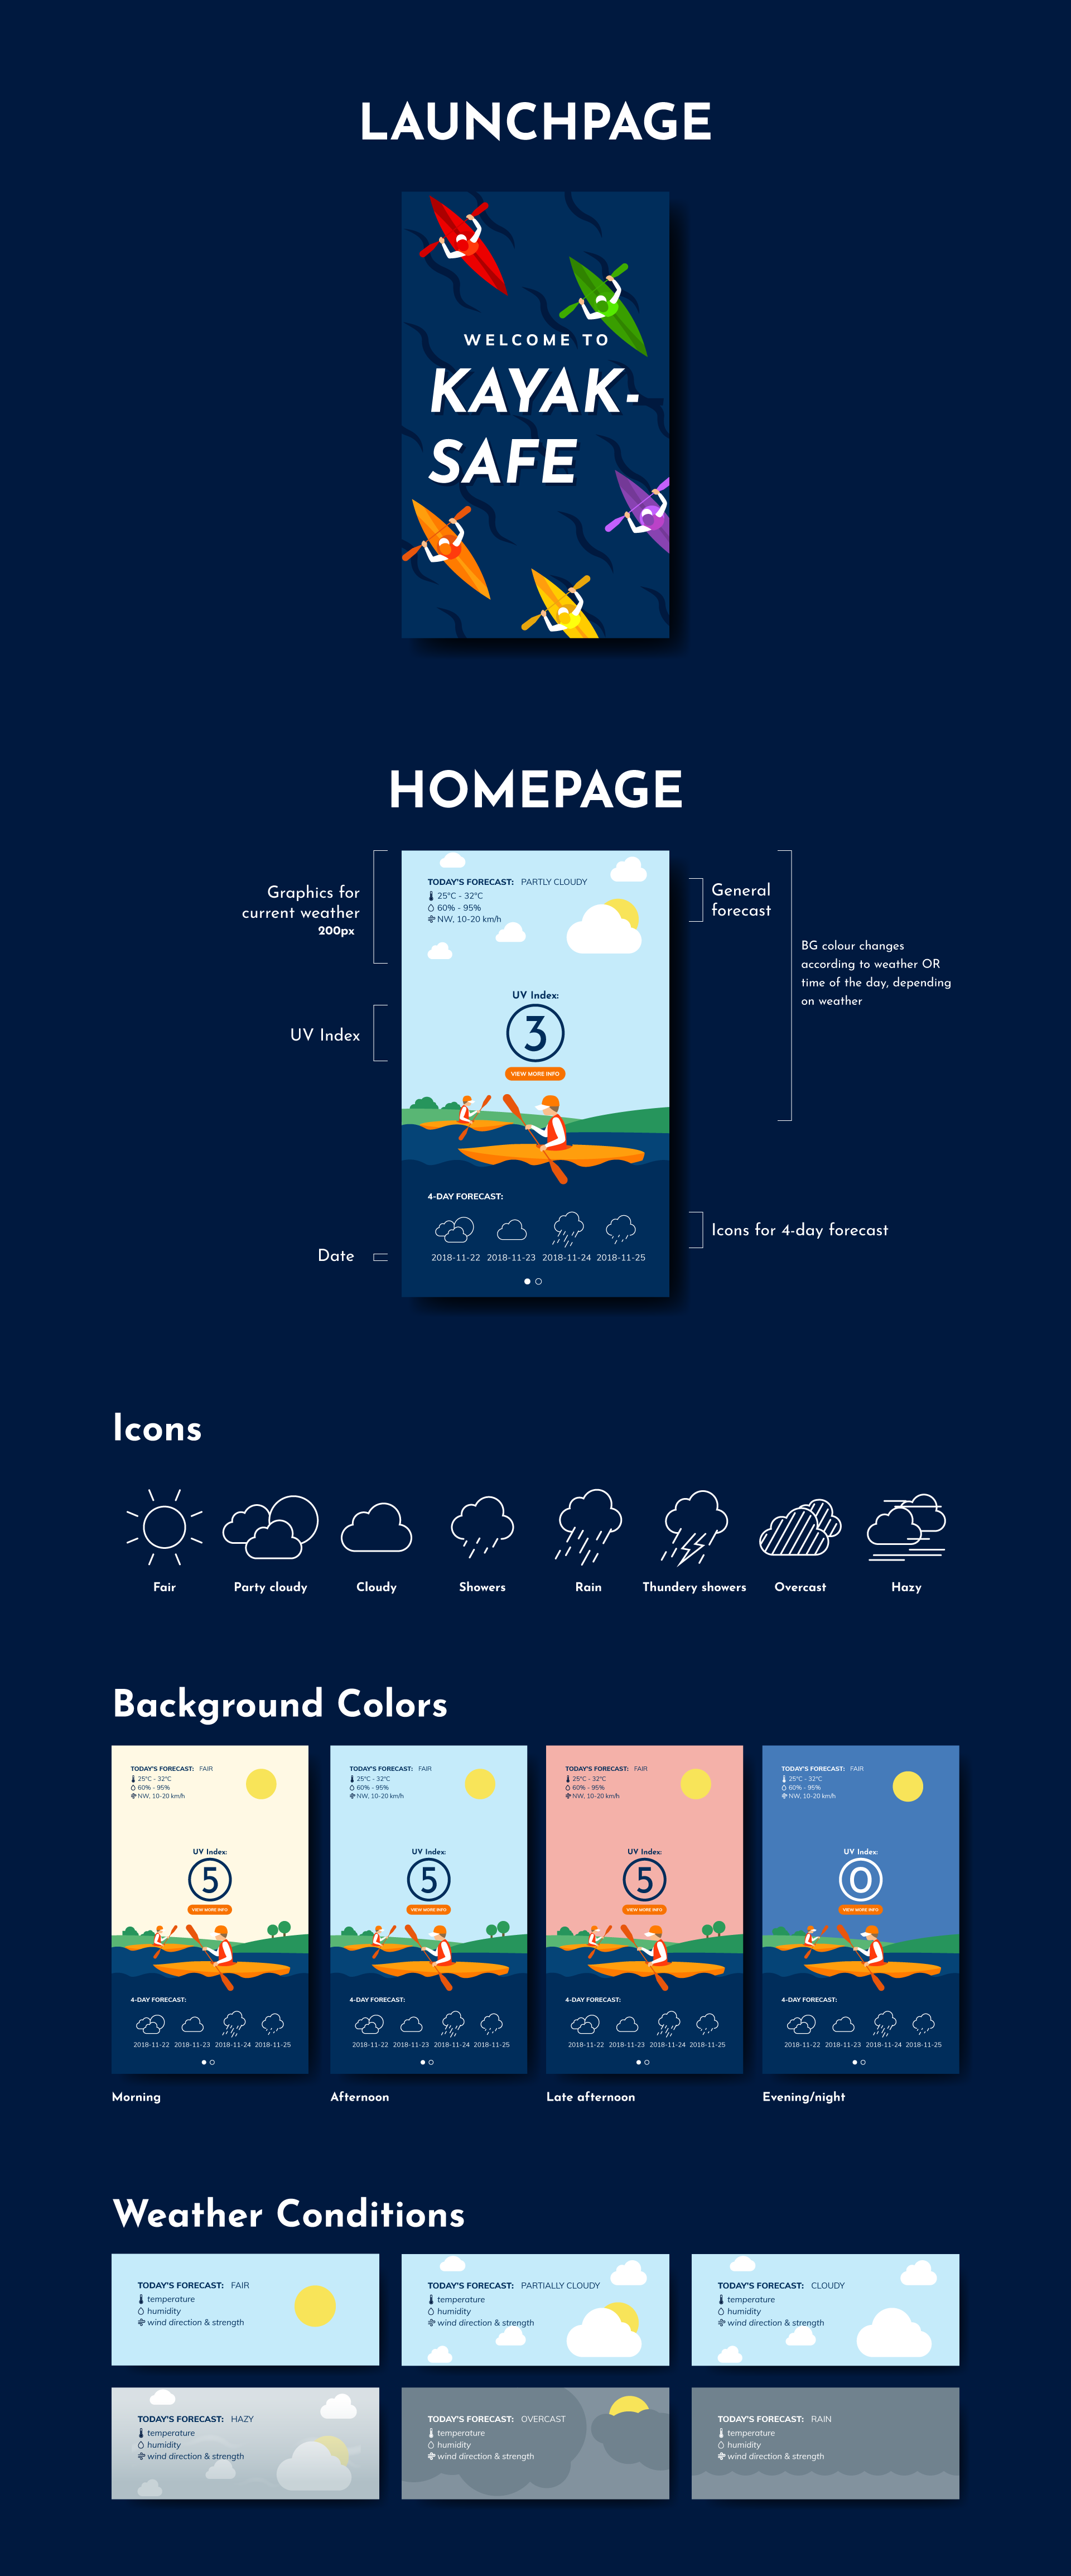 LAUNCHPAGE
WELCOME TO
KAYAK-
SAFE
HOMEPAGE
Graphics for
current weather
200px
UV Index
Date
TODAY'S FORECAST: PARTLY CLOUDY
25°C - 32°C
60% - 95%
NW, 10-20 km/h
UV Index:
3
VIEW MORE INFO
4-DAY FORECAST:
2018-11-22 2018-11-23 2018-11-24 2018-11-25
General
forecast
BG colour changes
according to weather OR
time of the day, depending
on weather
Icons for 4-day forecast
Icons
Fair Party cloudy Cloudy Showers Rain Thundery showers Overcast Hazy
Background Colors
TODAY'S FORECAST: FAIR
25°C - 32°C
60% - 95%
NW, 10-20 km/h
UV Index:
5
VIEW MORE INFO
4-DAY FORECAST:
2018-11-22 2018-11-23 2018-11-24 2018-11-25
Morning
TODAY'S FORECAST: FAIR
25°C - 32°C
60% - 95%
NW, 10-20 km/h
UV Index:
5
VIEW MORE INFO
4-DAY FORECAST:
2018-11-22 2018-11-23 2018-11-24 2018-11-25
Afternoon
TODAY'S FORECAST: FAIR
25°C - 32°C
60% - 95%
NW, 10-20 km/h
UV Index:
5
VIEW MORE INFO
4-DAY FORECAST:
2018-11-22 2018-11-23 2018-11-24 2018-11-25
Late afternoon
TODAY'S FORECAST: FAIR
25°C - 32°C
60% - 95%
NW, 10-20 km/h
UV Index:
0
VIEW MORE INFO
4-DAY FORECAST:
2018-11-22 2018-11-23 2018-11-24 2018-11-25
Evening/night
Weather Conditions
TODAY'S FORECAST: FAIR
temperature
humidity
wind direction & strength
TODAY'S FORECAST: PARTIALLY CLOUDY
temperature
humidity
wind direction & strength
TODAY'S FORECAST: CLOUDY
temperature
humidity
wind direction & strength
TODAY'S FORECAST: HAZY
temperature
humidity
wind direction & strength
TODAY'S FORECAST: OVERCAST
temperature
humidity
wind direction & strength
TODAY'S FORECAST: RAIN
temperature
humidity
wind direction & strength